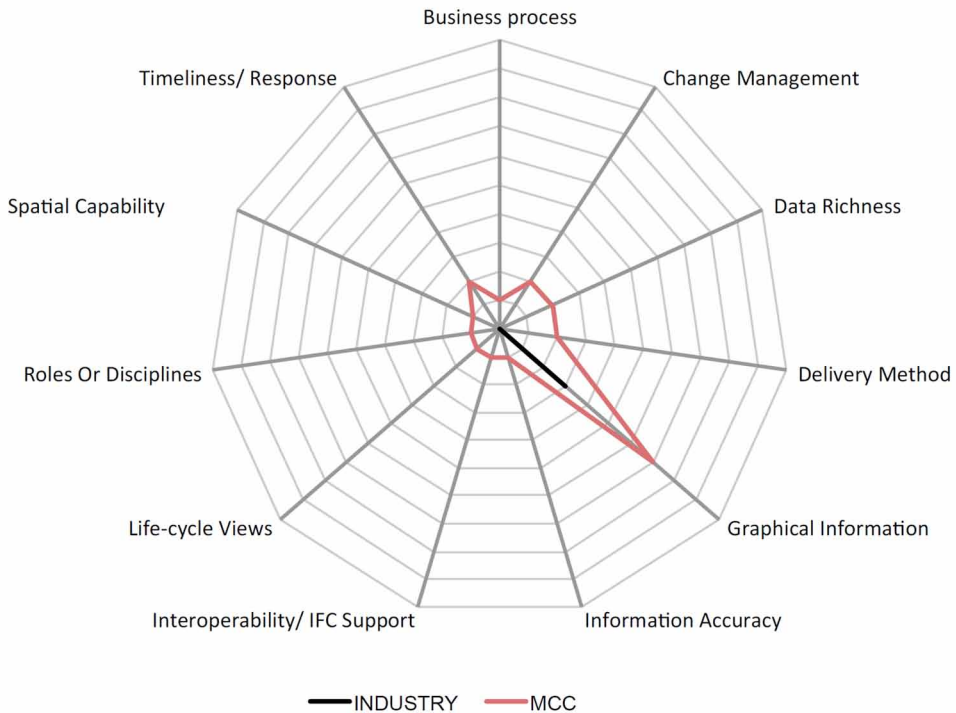 Business process
Timeliness/ Response
Change Management
Spatial Capability
Data Richness
Roles Or Disciplines
Delivery Method
Life-cycle Views
Graphical Information
Interoperability/ IFC Support
Information Accuracy
INDUSTRY
MCC